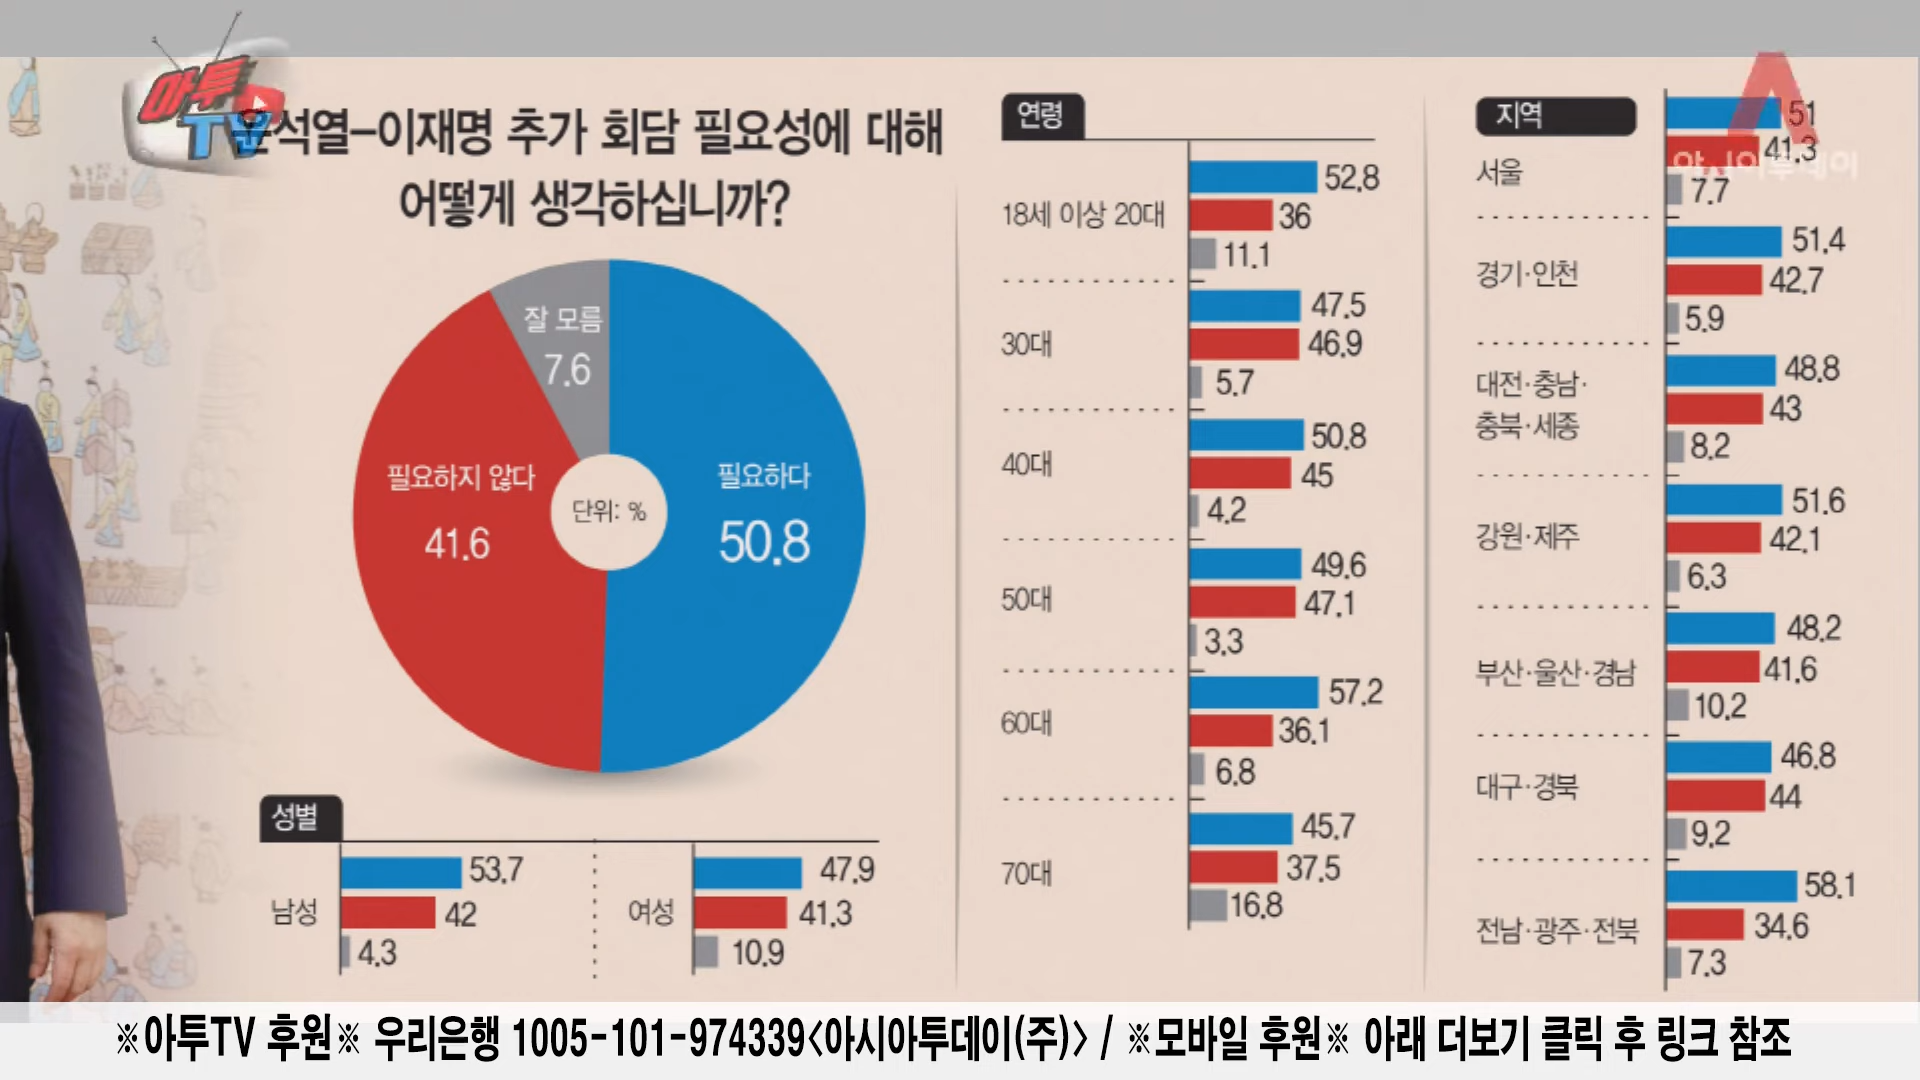 아투
TV
윤석열-이재명 추가 회담 필요성에 대해
어떻게 생각하십니까?
잘 모름
7.6
필요하지 않다
41.6
단위: %
필요하다
50.8
성별
남성
53.7
42
4.3
여성
47.9
41.3
10.9
연령
18세 이상 20대
52.8
36
11.1
30대
47.5
46.9
5.7
40대
50.8
45
4.2
50대
49.6
47.1
3.3
60대
57.2
36.1
6.8
70대
45.7
37.5
16.8
지역
아시아투데이
서울
51
41.3
7.7
경기·인천
51.4
42.7
5.9
대전·충남·
충북·세종
48.8
43
8.2
강원·제주
51.6
42.1
6.3
부산·울산·경남
48.2
41.6
10.2
대구·경북
46.8
44
9.2
전남·광주·전북
58.1
34.6
7.3
※아투TV 후원※ 우리은행 1005-101-974339<아시아투데이(주)> / ※모바일 후원※ 아래 더보기 클릭 후 링크 참조